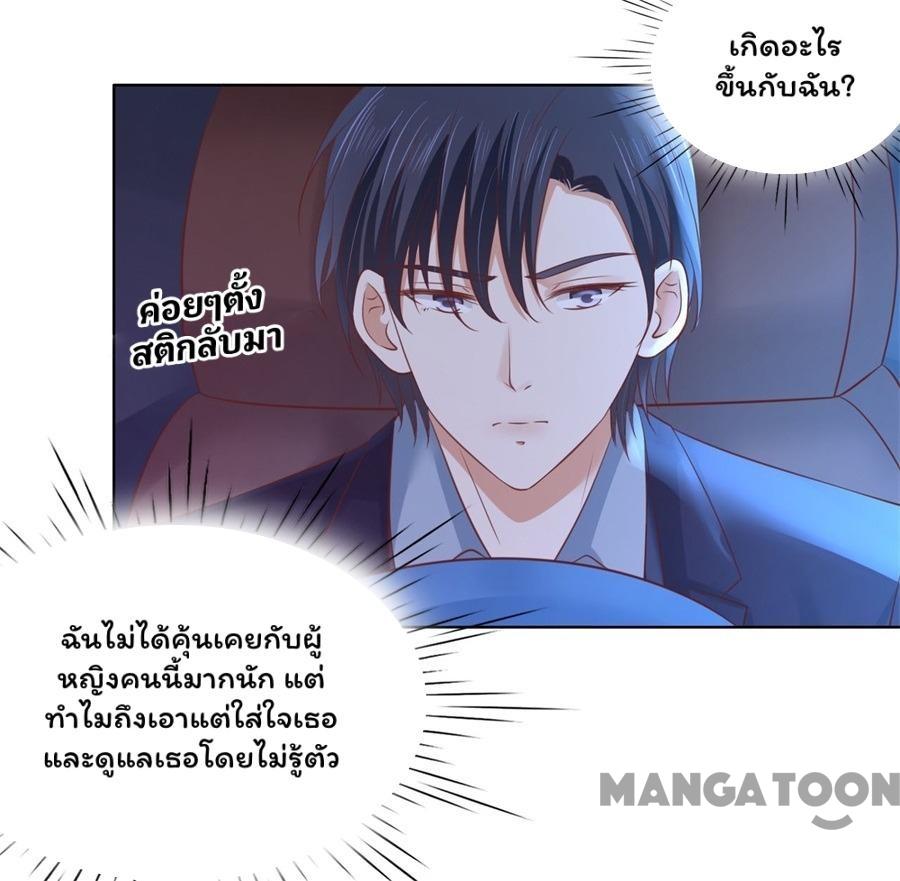 เกิดอะไร
ขึ้นกับฉัน?
ค่อยๆตั้ง
สติกลับมา
ฉันไม่ได้คุ้นเคยกับผู้
หญิงคนนี้มากนัก แต่
ทำไมถึงเอาแต่ใส่ใจเธอ
และดูแลเธอโดยไม่รู้ตัว
MANGATOON